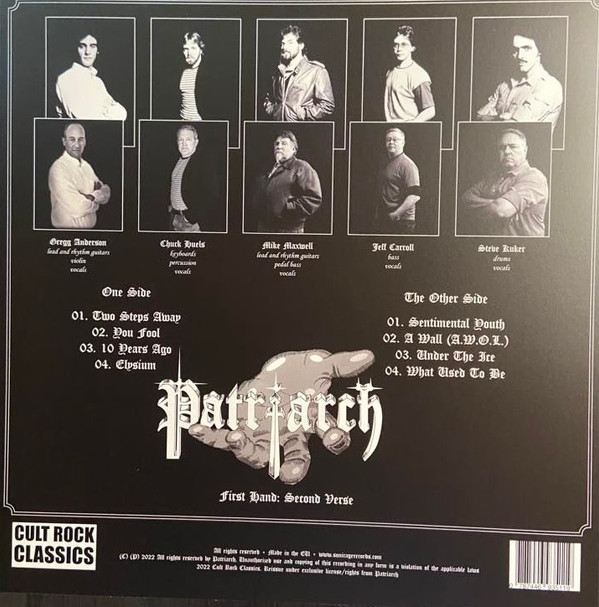 Gregg Anderson
lead and rhythm guitars
violin
vocals
Chuck Huels
keyboards
percussion
vocals
Mike Maxwell
lead and rhythm guitars
pedal bass
vocals
Jeff Carroll
bass
vocals
Steve Kuker
drums
vocals
One Side
01. Two Steps Away
02. You Fool
03. 10 Years Ago
04. Elysium
The Other Side
01. Sentimental Youth
02. A Wall (A.W.O.L.)
03. Under The Ice
04. What Used To Be
Patriarch
First Hand: Second Verse
CULT ROCK
CLASSICS
All rights reserved • Made in the EU • www.sonicagerecords.com
(C) (P) 2022 All rights reserved by Patriarch. Unauthorized use and copying of this recording in any form is a violation of the applicable laws
2022 Cult Rock Classics. Reissue under exclusive license/rights from Patriarch